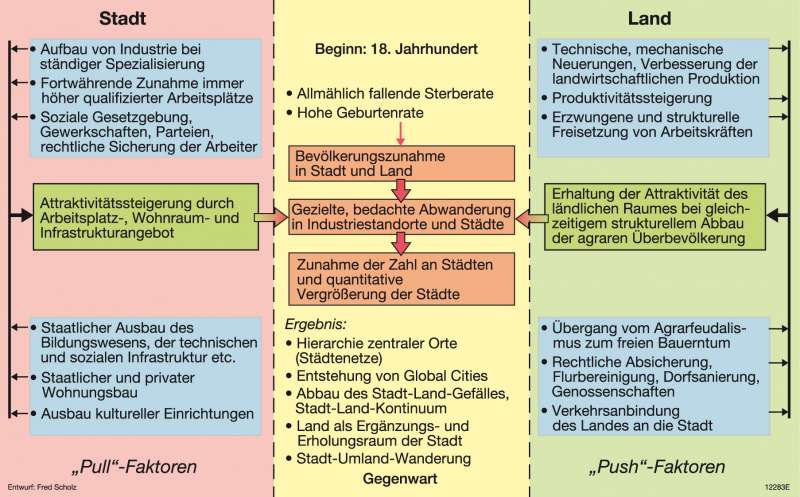 Stadt
• Aufbau von Industrie bei
ständiger Spezialisierung
• Fortwährende Zunahme immer
höher qualifizierter Arbeitsplätze
• Soziale Gesetzgebung,
Gewerkschaften, Parteien,
rechtliche Sicherung der Arbeiter
Attraktivitätssteigerung durch
Arbeitsplatz-, Wohnraum- und
Infrastrukturangebot
• Staatlicher Ausbau des
Bildungswesens, der technischen
und sozialen Infrastruktur etc.
• Staatlicher und privater
Wohnungsbau
• Ausbau kultureller Einrichtungen
„Pull“-Faktoren
Beginn: 18. Jahrhundert
• Allmählich fallende Sterberate
• Hohe Geburtenrate
Bevölkerungszunahme
in Stadt und Land
Gezielte, bedachte Abwanderung
in Industriestandorte und Städte
Zunahme der Zahl an Städten
und quantitative
Vergrößerung der Städte
Ergebnis:
• Hierarchie zentraler Orte
(Städtenetze)
• Entstehung von Global Cities
• Abbau des Stadt-Land-Gefälles,
Stadt-Land-Kontinuum
• Land als Ergänzungs- und
Erholungsraum der Stadt
• Stadt-Umland-Wanderung
Gegenwart
Land
• Technische, mechanische
Neuerungen, Verbesserung der
landwirtschaftlichen Produktion
• Produktivitätssteigerung
• Erzwungene und strukturelle
Freisetzung von Arbeitskräften
Erhaltung der Attraktivität des
ländlichen Raumes bei gleich-
zeitigem strukturellem Abbau
der agraren Überbevölkerung
• Übergang vom Agrarfeudalis-
mus zum freien Bauerntum
• Rechtliche Absicherung,
Flurbereinigung, Dorfsanierung,
Genossenschaften
• Verkehrsanbindung
des Landes an die Stadt
„Push“-Faktoren
Entwurf: Fred Scholz
12283E